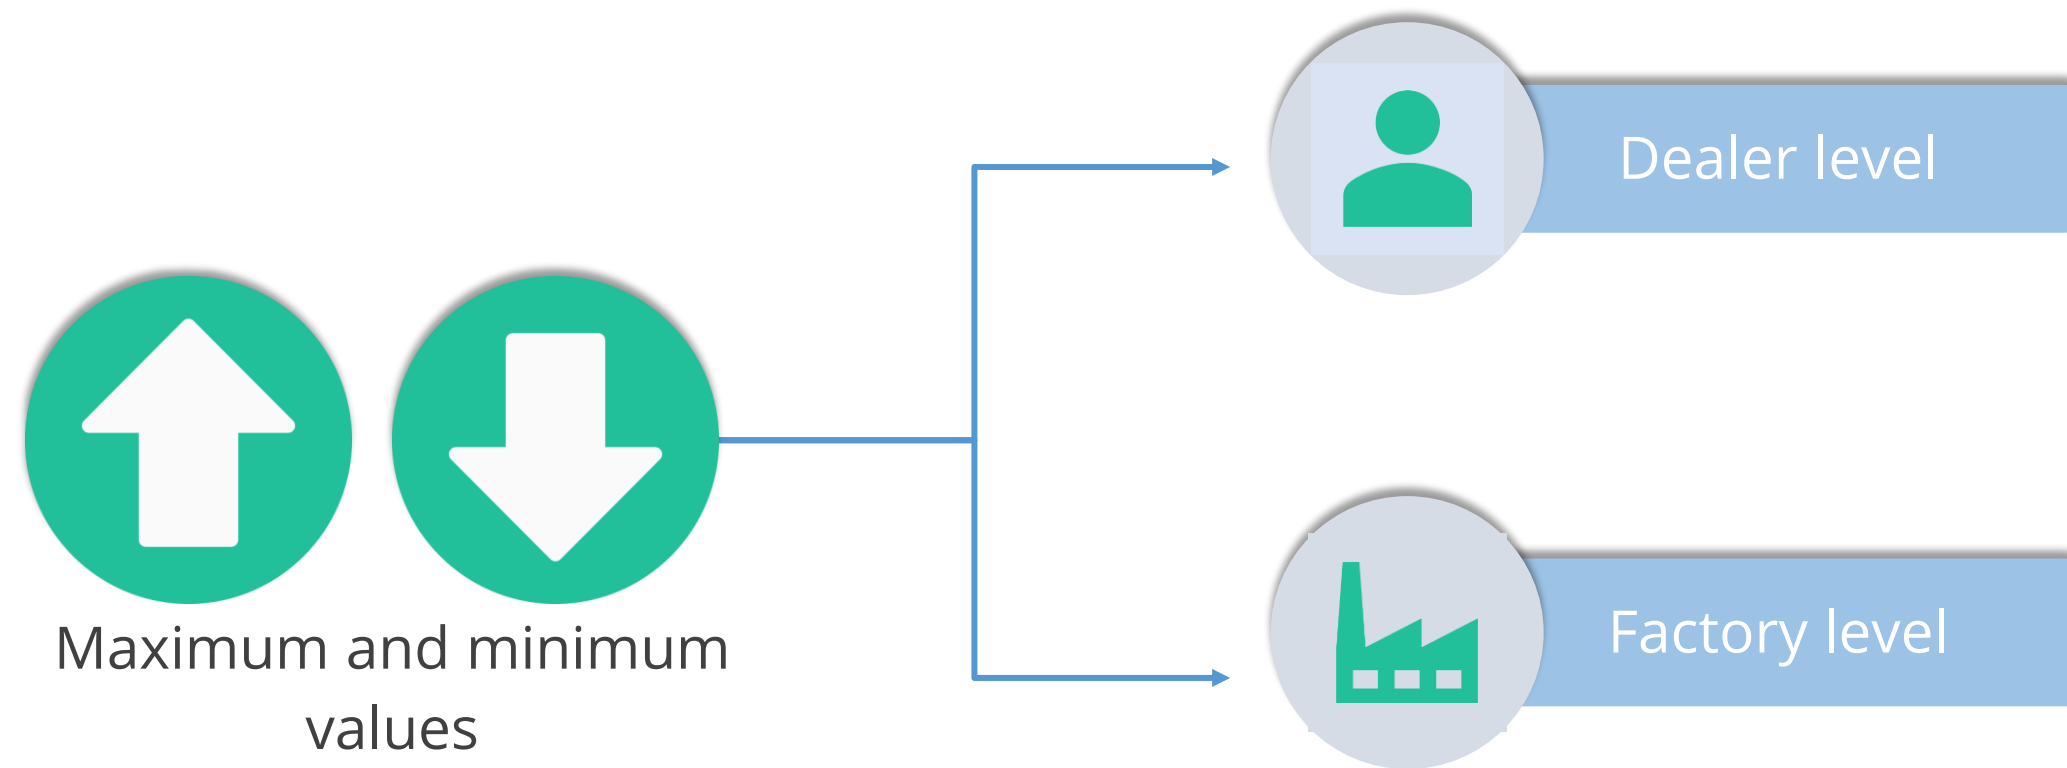 Dealer level
Maximum and minimum
values
Factory level